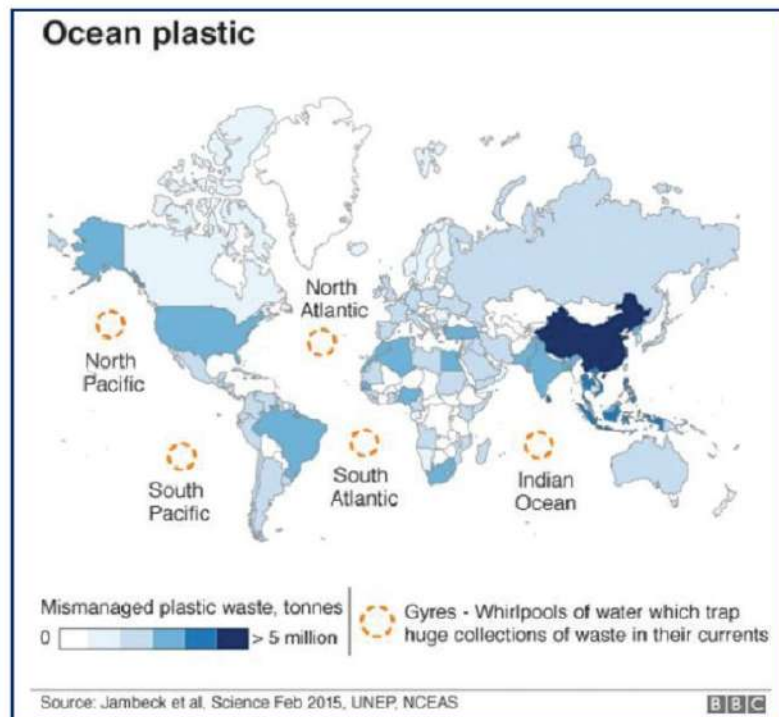 Ocean plastic
North
Atlantic
North
Pacific
South
Pacific
South
Atlantic
Indian
Ocean
Mismanaged plastic waste, tonnes
0 > 5 million
Gyres - Whirlpools of water which trap
huge collections of waste in their currents
Source: Jambeck et al, Science Feb 2015, UNEP, NCEAS
BBC